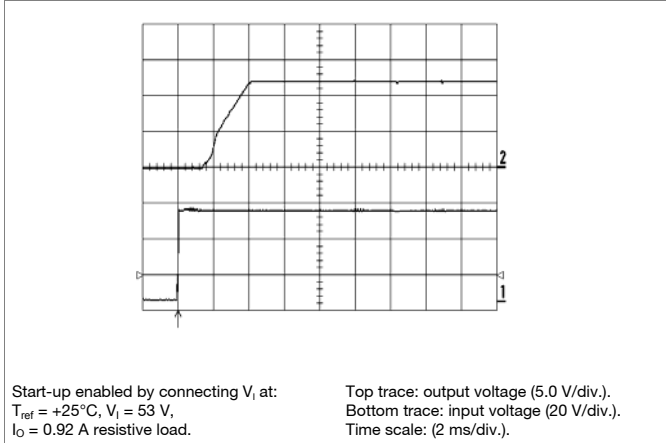 2
1
Start-up enabled by connecting VI at:
Tref = +25°C, VI = 53 V,
IO = 0.92 A resistive load.
Top trace: output voltage (5.0 V/div.).
Bottom trace: input voltage (20 V/div.).
Time scale: (2 ms/div.).